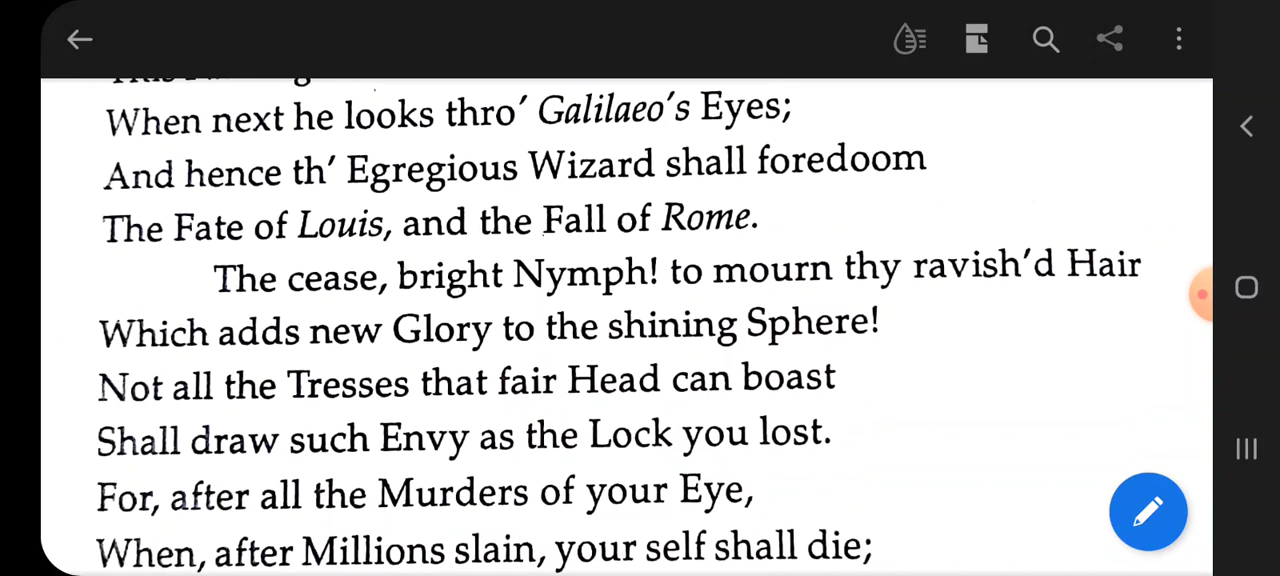 When next he looks thro' Galilaeo's Eyes;
And hence th' Egregious Wizard shall foredoom
The Fate of Louis, and the Fall of Rome.
The cease, bright Nymph! to mourn thy ravish'd Hair
Which adds new Glory to the shining Sphere!
Not all the Tresses that fair Head can boast
Shall draw such Envy as the Lock you lost.
For, after all the Murders of your Eye,
When, after Millions slain, your self shall die;